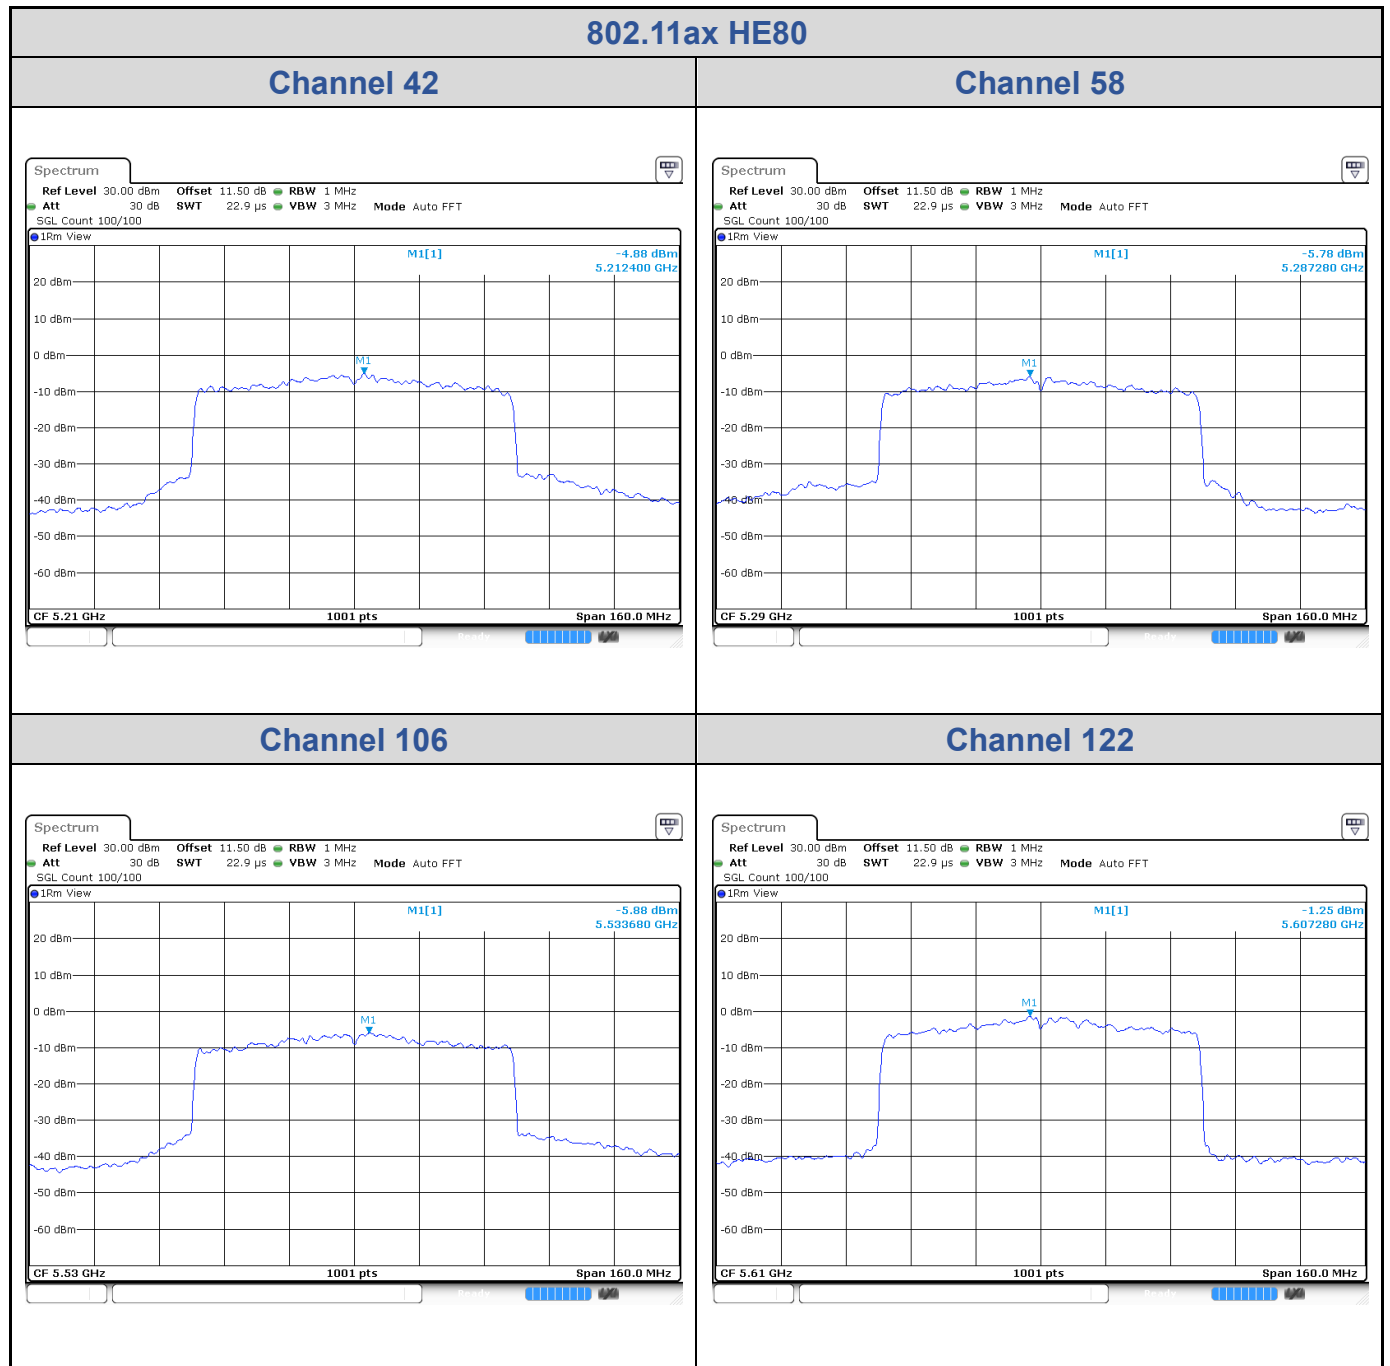 802.11ax HE80
Channel 42
Channel 58
Spectrum
Ref Level 30.00 dBm Offset 11.50 dB RBW 1 MHz
Att 30 dB SWT 22.9 µs VBW 3 MHz Mode Auto FFT
SGL Count 100/100
1Rm View
M1[1] -4.88 dBm
5.212400 GHz
20 dBm
10 dBm
0 dBm
M1
-10 dBm
-20 dBm
-30 dBm
-40 dBm
-50 dBm
-60 dBm
CF 5.21 GHz 1001 pts Span 160.0 MHz
Ready
Spectrum
Ref Level 30.00 dBm Offset 11.50 dB RBW 1 MHz
Att 30 dB SWT 22.9 µs VBW 3 MHz Mode Auto FFT
SGL Count 100/100
1Rm View
M1[1] -5.78 dBm
5.287280 GHz
20 dBm
10 dBm
0 dBm
M1
-10 dBm
-20 dBm
-30 dBm
-40 dBm
-50 dBm
-60 dBm
CF 5.29 GHz 1001 pts Span 160.0 MHz
Ready
Channel 106
Channel 122
Spectrum
Ref Level 30.00 dBm Offset 11.50 dB RBW 1 MHz
Att 30 dB SWT 22.9 µs VBW 3 MHz Mode Auto FFT
SGL Count 100/100
1Rm View
M1[1] -5.88 dBm
5.533680 GHz
20 dBm
10 dBm
0 dBm
M1
-10 dBm
-20 dBm
-30 dBm
-40 dBm
-50 dBm
-60 dBm
CF 5.53 GHz 1001 pts Span 160.0 MHz
Ready
Spectrum
Ref Level 30.00 dBm Offset 11.50 dB RBW 1 MHz
Att 30 dB SWT 22.9 µs VBW 3 MHz Mode Auto FFT
SGL Count 100/100
1Rm View
M1[1] -1.25 dBm
5.607280 GHz
20 dBm
10 dBm
0 dBm
M1
-10 dBm
-20 dBm
-30 dBm
-40 dBm
-50 dBm
-60 dBm
CF 5.61 GHz 1001 pts Span 160.0 MHz
Ready